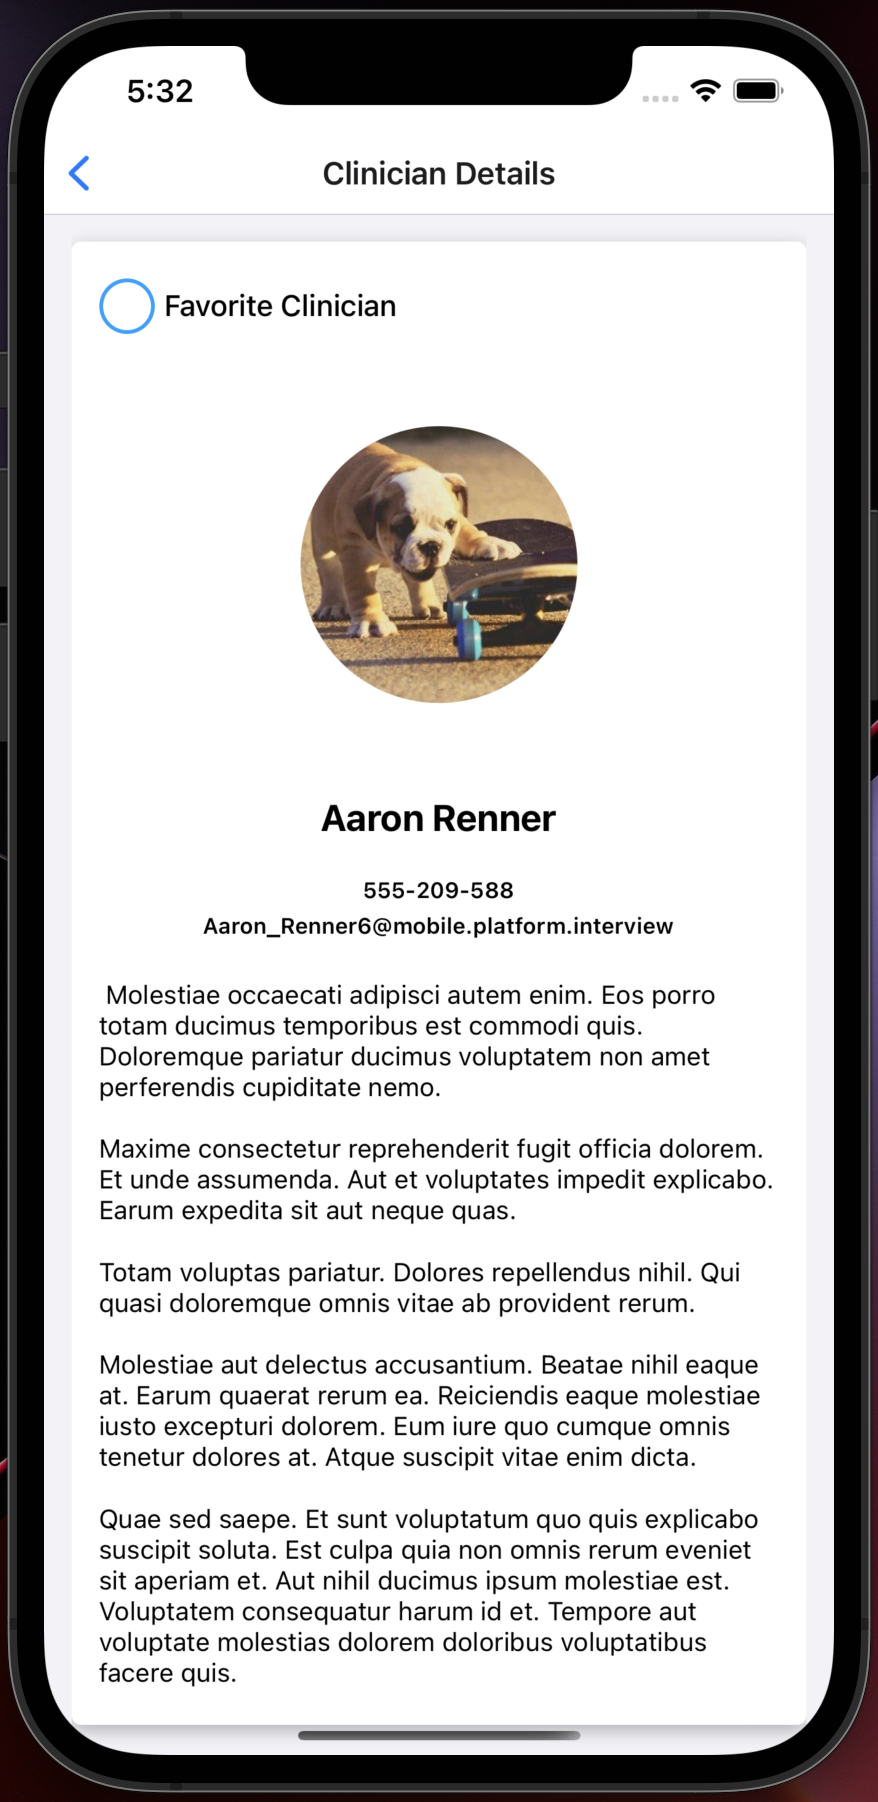 5:32
Clinician Details
Favorite Clinician
Aaron Renner
555-209-588
Aaron_Renner6@mobile.platform.interview
Molestiae occaecati adipisci autem enim. Eos porro
totam ducimus temporibus est commodi quis.
Doloremque pariatur ducimus voluptatem non amet
perferendis cupiditate nemo.
Maxime consectetur reprehenderit fugit officia dolorem.
Et unde assumenda. Aut et voluptates impedit explicabo.
Earum expedita sit aut neque quas.
Totam voluptas pariatur. Dolores repellendus nihil. Qui
quasi doloremque omnis vitae ab provident rerum.
Molestiae aut delectus accusantium. Beatae nihil eaque
at. Earum quaerat rerum ea. Reiciendis eaque molestiae
iusto excepturi dolorem. Eum iure quo cumque omnis
tenetur dolores at. Atque suscipit vitae enim dicta.
Quae sed saepe. Et sunt voluptatum quo quis explicabo
suscipit soluta. Est culpa quia non omnis rerum eveniet
sit aperiam et. Aut nihil ducimus ipsum molestiae est.
Voluptatem consequatur harum id et. Tempore aut
voluptate molestias dolorem doloribus voluptatibus
facere quis.